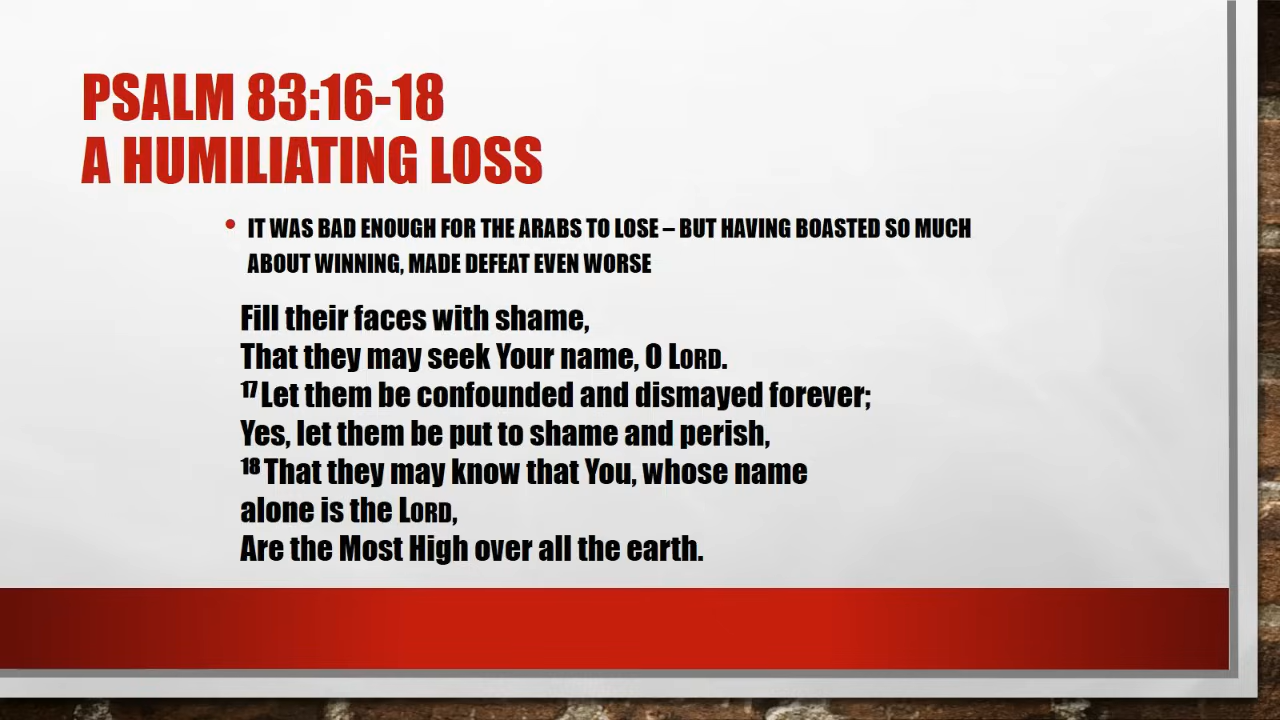 PSALM 83:16-18
A HUMILIATING LOSS
• IT WAS BAD ENOUGH FOR THE ARABS TO LOSE – BUT HAVING BOASTED SO MUCH
ABOUT WINNING, MADE DEFEAT EVEN WORSE
Fill their faces with shame,
That they may seek Your name, O LORD.
17 Let them be confounded and dismayed forever;
Yes, let them be put to shame and perish,
18 That they may know that You, whose name
alone is the LORD,
Are the Most High over all the earth.